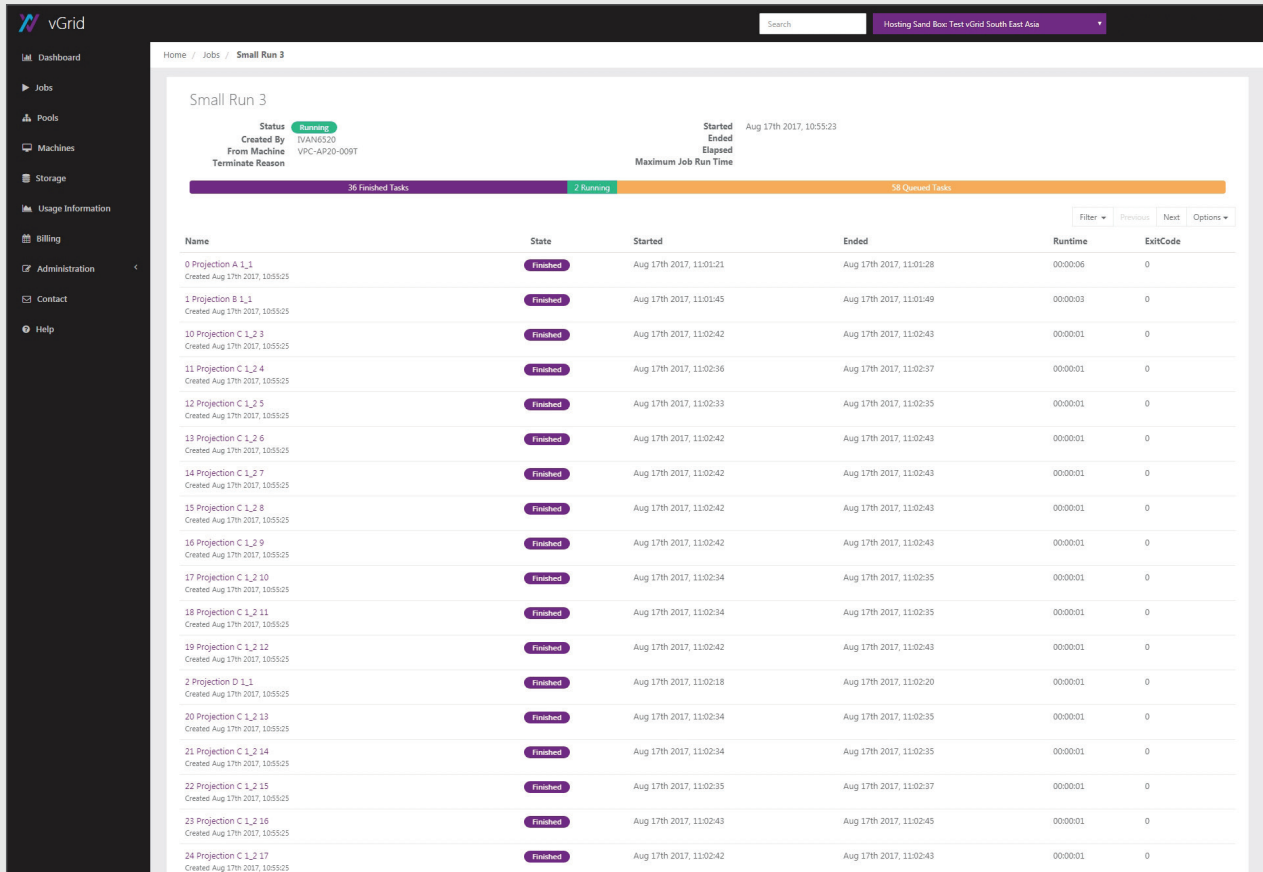 vGrid
Search
Hosting Sand Box: Test vGrid South East Asia
Dashboard
Jobs
Pools
Machines
Storage
Usage Information
Billing
Administration
Contact
Help
Home / Jobs / Small Run 3
Small Run 3
Status Running
Created By IVAN6520
From Machine VPC-AP20-009T
Terminate Reason
Started Aug 17th 2017, 10:55:23
Ended
Elapsed
Maximum Job Run Time
36 Finished Tasks 2 Running 58 Queued Tasks
Filter Previous Next Options
Name State Started Ended Runtime ExitCode
0 Projection A 1_1 Finished Aug 17th 2017, 11:01:21 Aug 17th 2017, 11:01:28 00:00:06 0
Created Aug 17th 2017, 10:55:25
1 Projection B 1_1 Finished Aug 17th 2017, 11:01:45 Aug 17th 2017, 11:01:49 00:00:03 0
Created Aug 17th 2017, 10:55:25
10 Projection C 1_2 3 Finished Aug 17th 2017, 11:02:42 Aug 17th 2017, 11:02:43 00:00:01 0
Created Aug 17th 2017, 10:55:25
11 Projection C 1_2 4 Finished Aug 17th 2017, 11:02:36 Aug 17th 2017, 11:02:37 00:00:01 0
Created Aug 17th 2017, 10:55:25
12 Projection C 1_2 5 Finished Aug 17th 2017, 11:02:33 Aug 17th 2017, 11:02:35 00:00:01 0
Created Aug 17th 2017, 10:55:25
13 Projection C 1_2 6 Finished Aug 17th 2017, 11:02:42 Aug 17th 2017, 11:02:43 00:00:01 0
Created Aug 17th 2017, 10:55:25
14 Projection C 1_2 7 Finished Aug 17th 2017, 11:02:42 Aug 17th 2017, 11:02:43 00:00:01 0
Created Aug 17th 2017, 10:55:25
15 Projection C 1_2 8 Finished Aug 17th 2017, 11:02:42 Aug 17th 2017, 11:02:43 00:00:01 0
Created Aug 17th 2017, 10:55:25
16 Projection C 1_2 9 Finished Aug 17th 2017, 11:02:42 Aug 17th 2017, 11:02:43 00:00:01 0
Created Aug 17th 2017, 10:55:25
17 Projection C 1_2 10 Finished Aug 17th 2017, 11:02:34 Aug 17th 2017, 11:02:35 00:00:01 0
Created Aug 17th 2017, 10:55:25
18 Projection C 1_2 11 Finished Aug 17th 2017, 11:02:34 Aug 17th 2017, 11:02:35 00:00:01 0
Created Aug 17th 2017, 10:55:25
19 Projection C 1_2 12 Finished Aug 17th 2017, 11:02:42 Aug 17th 2017, 11:02:43 00:00:01 0
Created Aug 17th 2017, 10:55:25
2 Projection D 1_1 Finished Aug 17th 2017, 11:02:18 Aug 17th 2017, 11:02:20 00:00:01 0
Created Aug 17th 2017, 10:55:25
20 Projection C 1_2 13 Finished Aug 17th 2017, 11:02:34 Aug 17th 2017, 11:02:35 00:00:01 0
Created Aug 17th 2017, 10:55:25
21 Projection C 1_2 14 Finished Aug 17th 2017, 11:02:34 Aug 17th 2017, 11:02:35 00:00:01 0
Created Aug 17th 2017, 10:55:25
22 Projection C 1_2 15 Finished Aug 17th 2017, 11:02:35 Aug 17th 2017, 11:02:37 00:00:01 0
Created Aug 17th 2017, 10:55:25
23 Projection C 1_2 16 Finished Aug 17th 2017, 11:02:43 Aug 17th 2017, 11:02:45 00:00:01 0
Created Aug 17th 2017, 10:55:25
24 Projection C 1_2 17 Finished Aug 17th 2017, 11:02:42 Aug 17th 2017, 11:02:43 00:00:01 0
Created Aug 17th 2017, 10:55:25